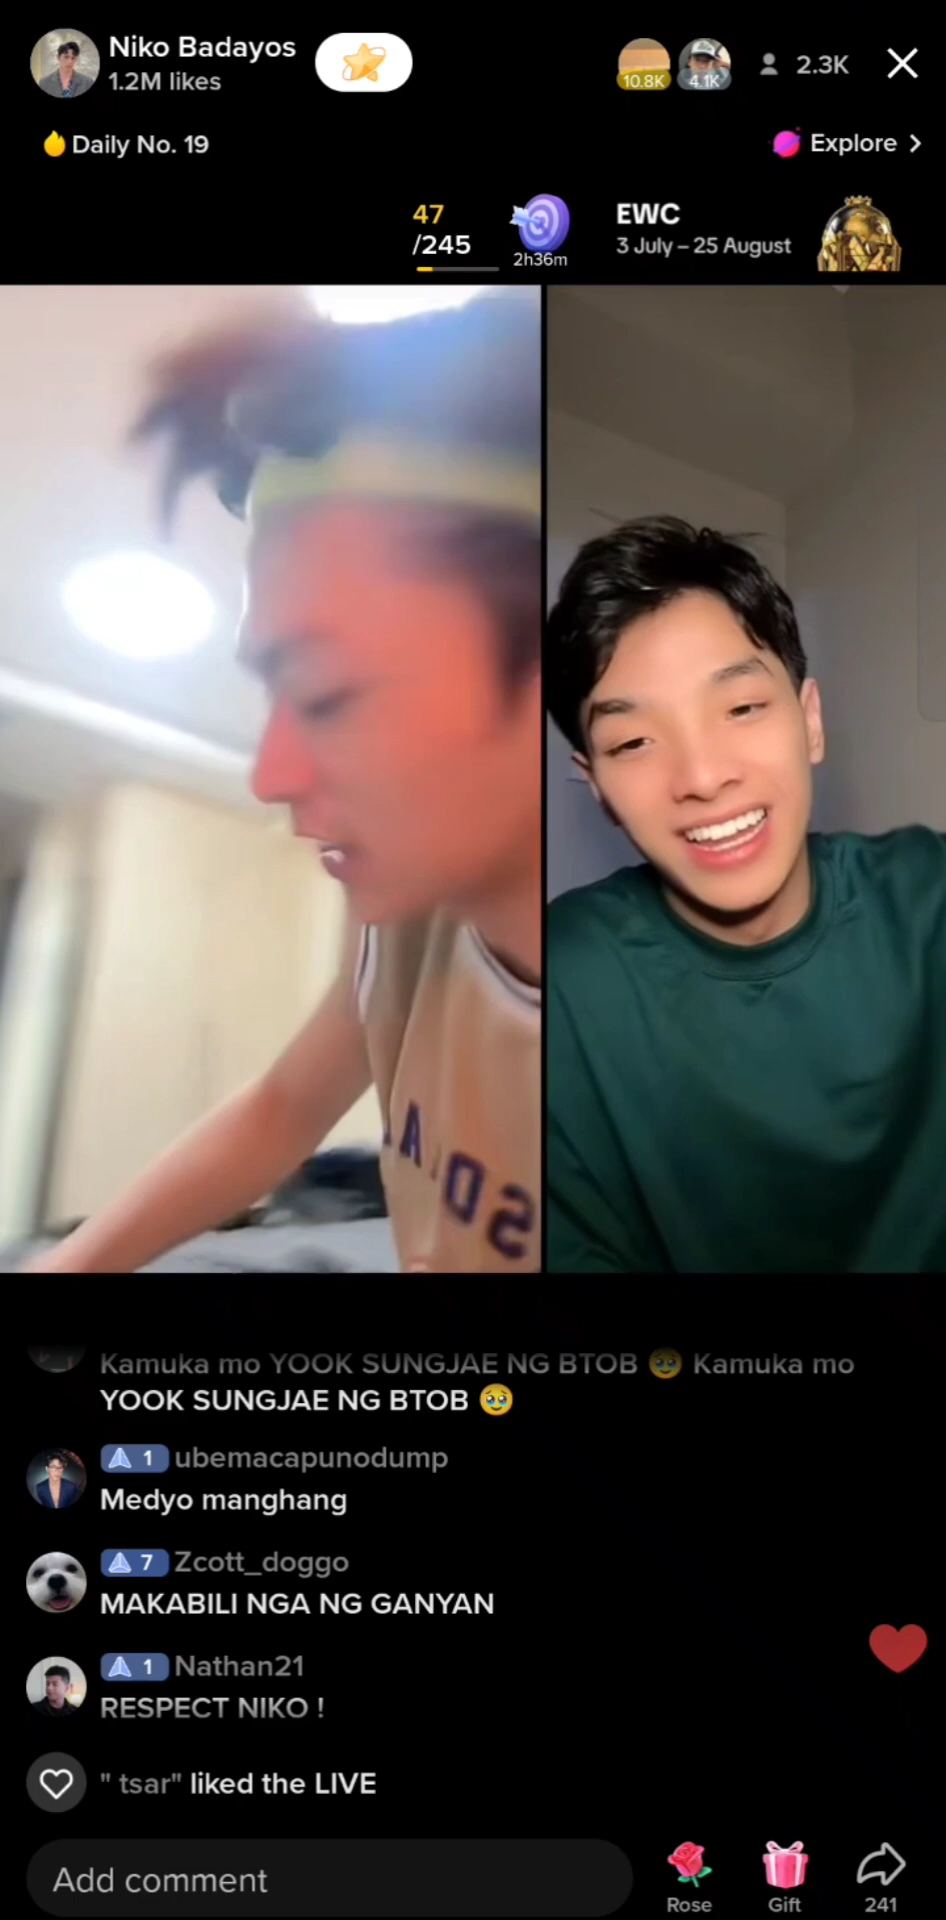 Niko Badayos
1.2M likes
10.8K
4.1K
2.3K
Daily No. 19
Explore >
47
/245
2h36m
EWC
3 July – 25 August
Kamuka mo YOOK SUNGJAE NG BTOB 🥹 Kamuka mo
YOOK SUNGJAE NG BTOB 🥹
1 ubemacapunodump
Medyo manghang
7 Zcott_doggo
MAKABILI NGA NG GANYAN
1 Nathan21
RESPECT NIKO !
" tsar" liked the LIVE
Add comment
Rose
Gift
241